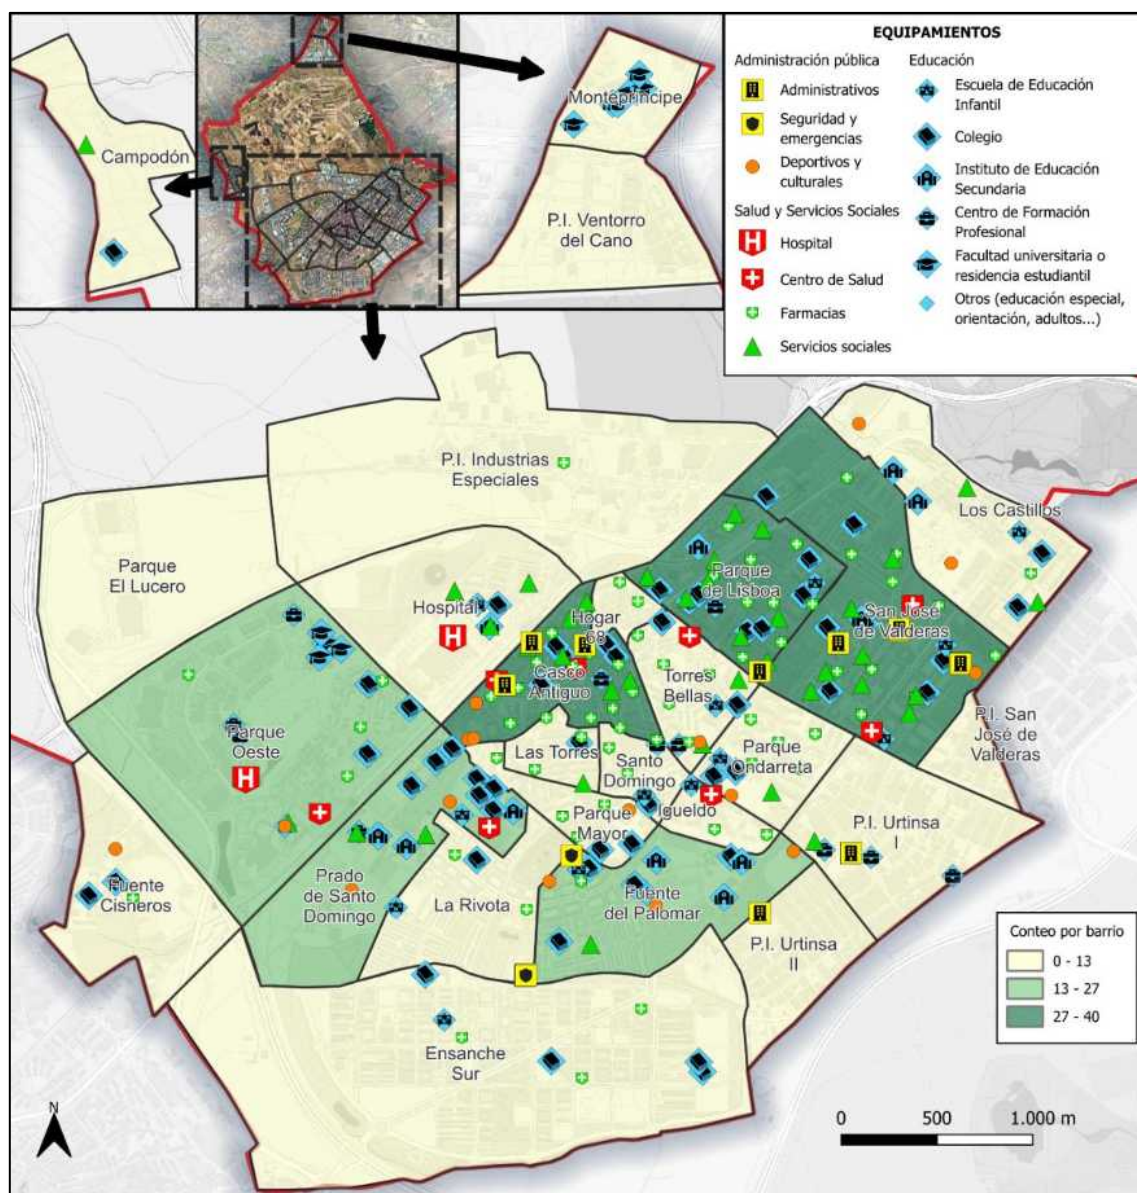 Campodón
Montepríncipe
P.I. Ventorro
del Cano
EQUIPAMIENTOS
Administración pública
Administrativos
Seguridad y
emergencias
Deportivos y
culturales
Salud y Servicios Sociales
Hospital
Centro de Salud
Farmacias
Servicios sociales
Educación
Escuela de Educación
Infantil
Colegio
Instituto de Educación
Secundaria
Centro de Formación
Profesional
Facultad universitaria o
residencia estudiantil
Otros (educación especial,
orientación, adultos...)
P.I. Industrias
Especiales
Los Castillos
Parque
El Lucero
Parque
de Lisboa
Hospital
Hogar
68
San José
de Valderas
Casco
Antiguo
Torres
Bellas
Parque
Oeste
P.I. San
José de
Valderas
Las Torres
Santo
Domingo
Parque
Ondarreta
Igueldo
Parque
Mayor
P.I. Urtinsa
I
Fuente
Cisneros
Prado
de Santo
Domingo
La Rivota
Fuente
del Palomar
P.I. Urtinsa
II
Conteo por barrio
0 - 13
13 - 27
27 - 40
Ensanche
Sur
N
0 500 1.000 m
H
H
H